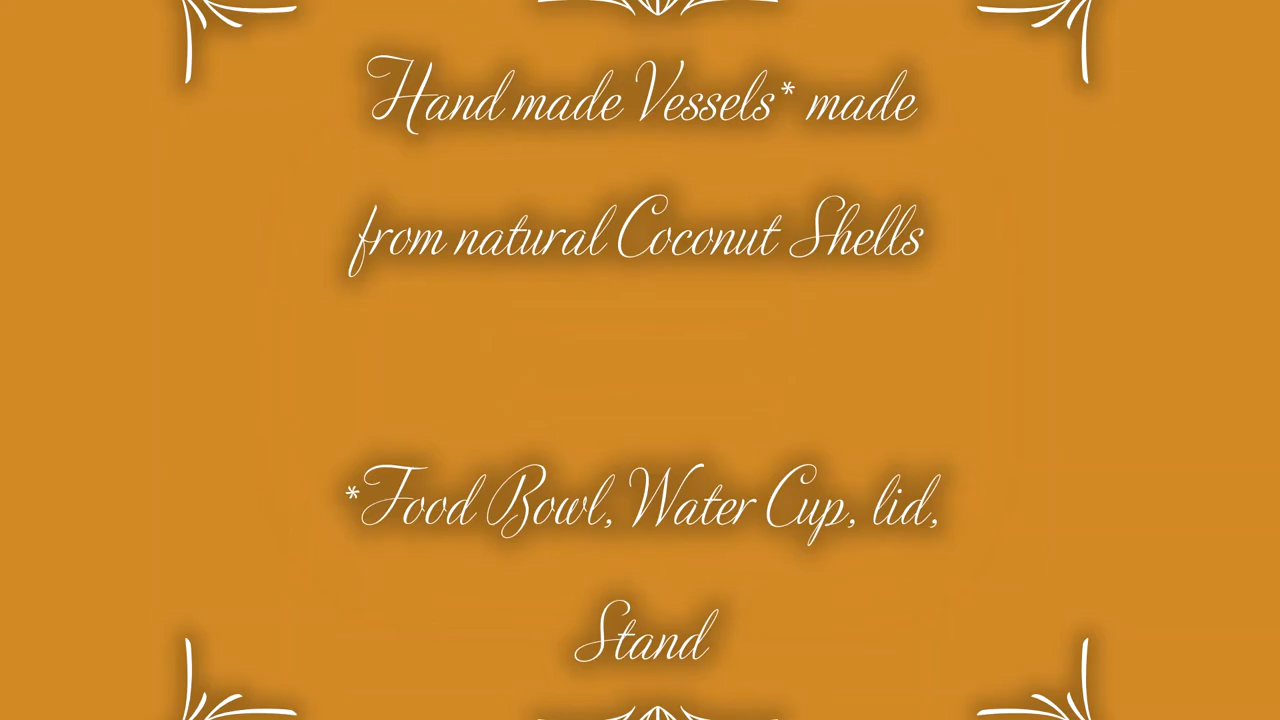 Hand made Vessels* made
from natural Coconut Shells
*Food Bowl, Water Cup, lid,
Stand